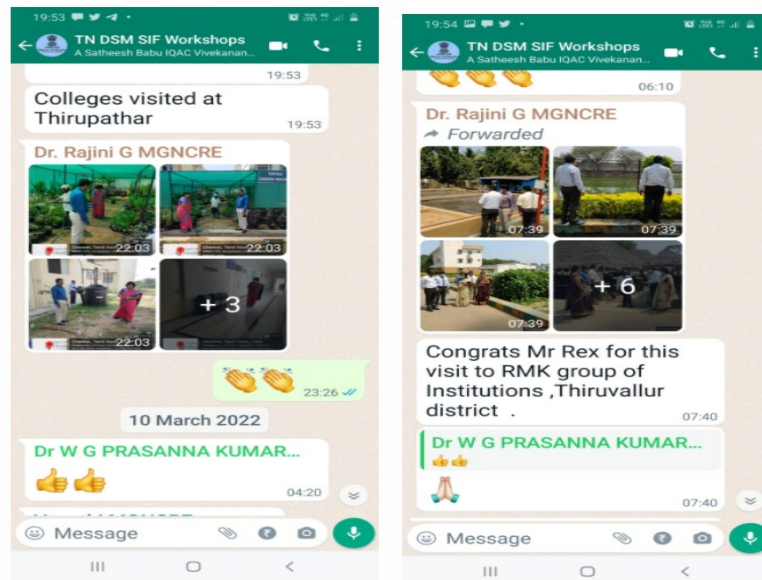 19:53
TN DSM SIF Workshops
A Satheesh Babu IQAC Vivekanan...
19:53
Colleges visited at
Thirupathar
19:53
Dr. Rajini G MGNCRE
22:03
22:03
22:03
+ 3
23:26
10 March 2022
Dr W G PRASANNA KUMAR...
04:20
Message
19:54
TN DSM SIF Workshops
A Satheesh Babu IQAC Vivekanan...
06:10
Dr. Rajini G MGNCRE
Forwarded
07:39
07:39
07:39
+ 6
Congrats Mr Rex for this
visit to RMK group of
Institutions ,Thiruvallur
district .
07:40
Dr W G PRASANNA KUMAR...
07:40
Message